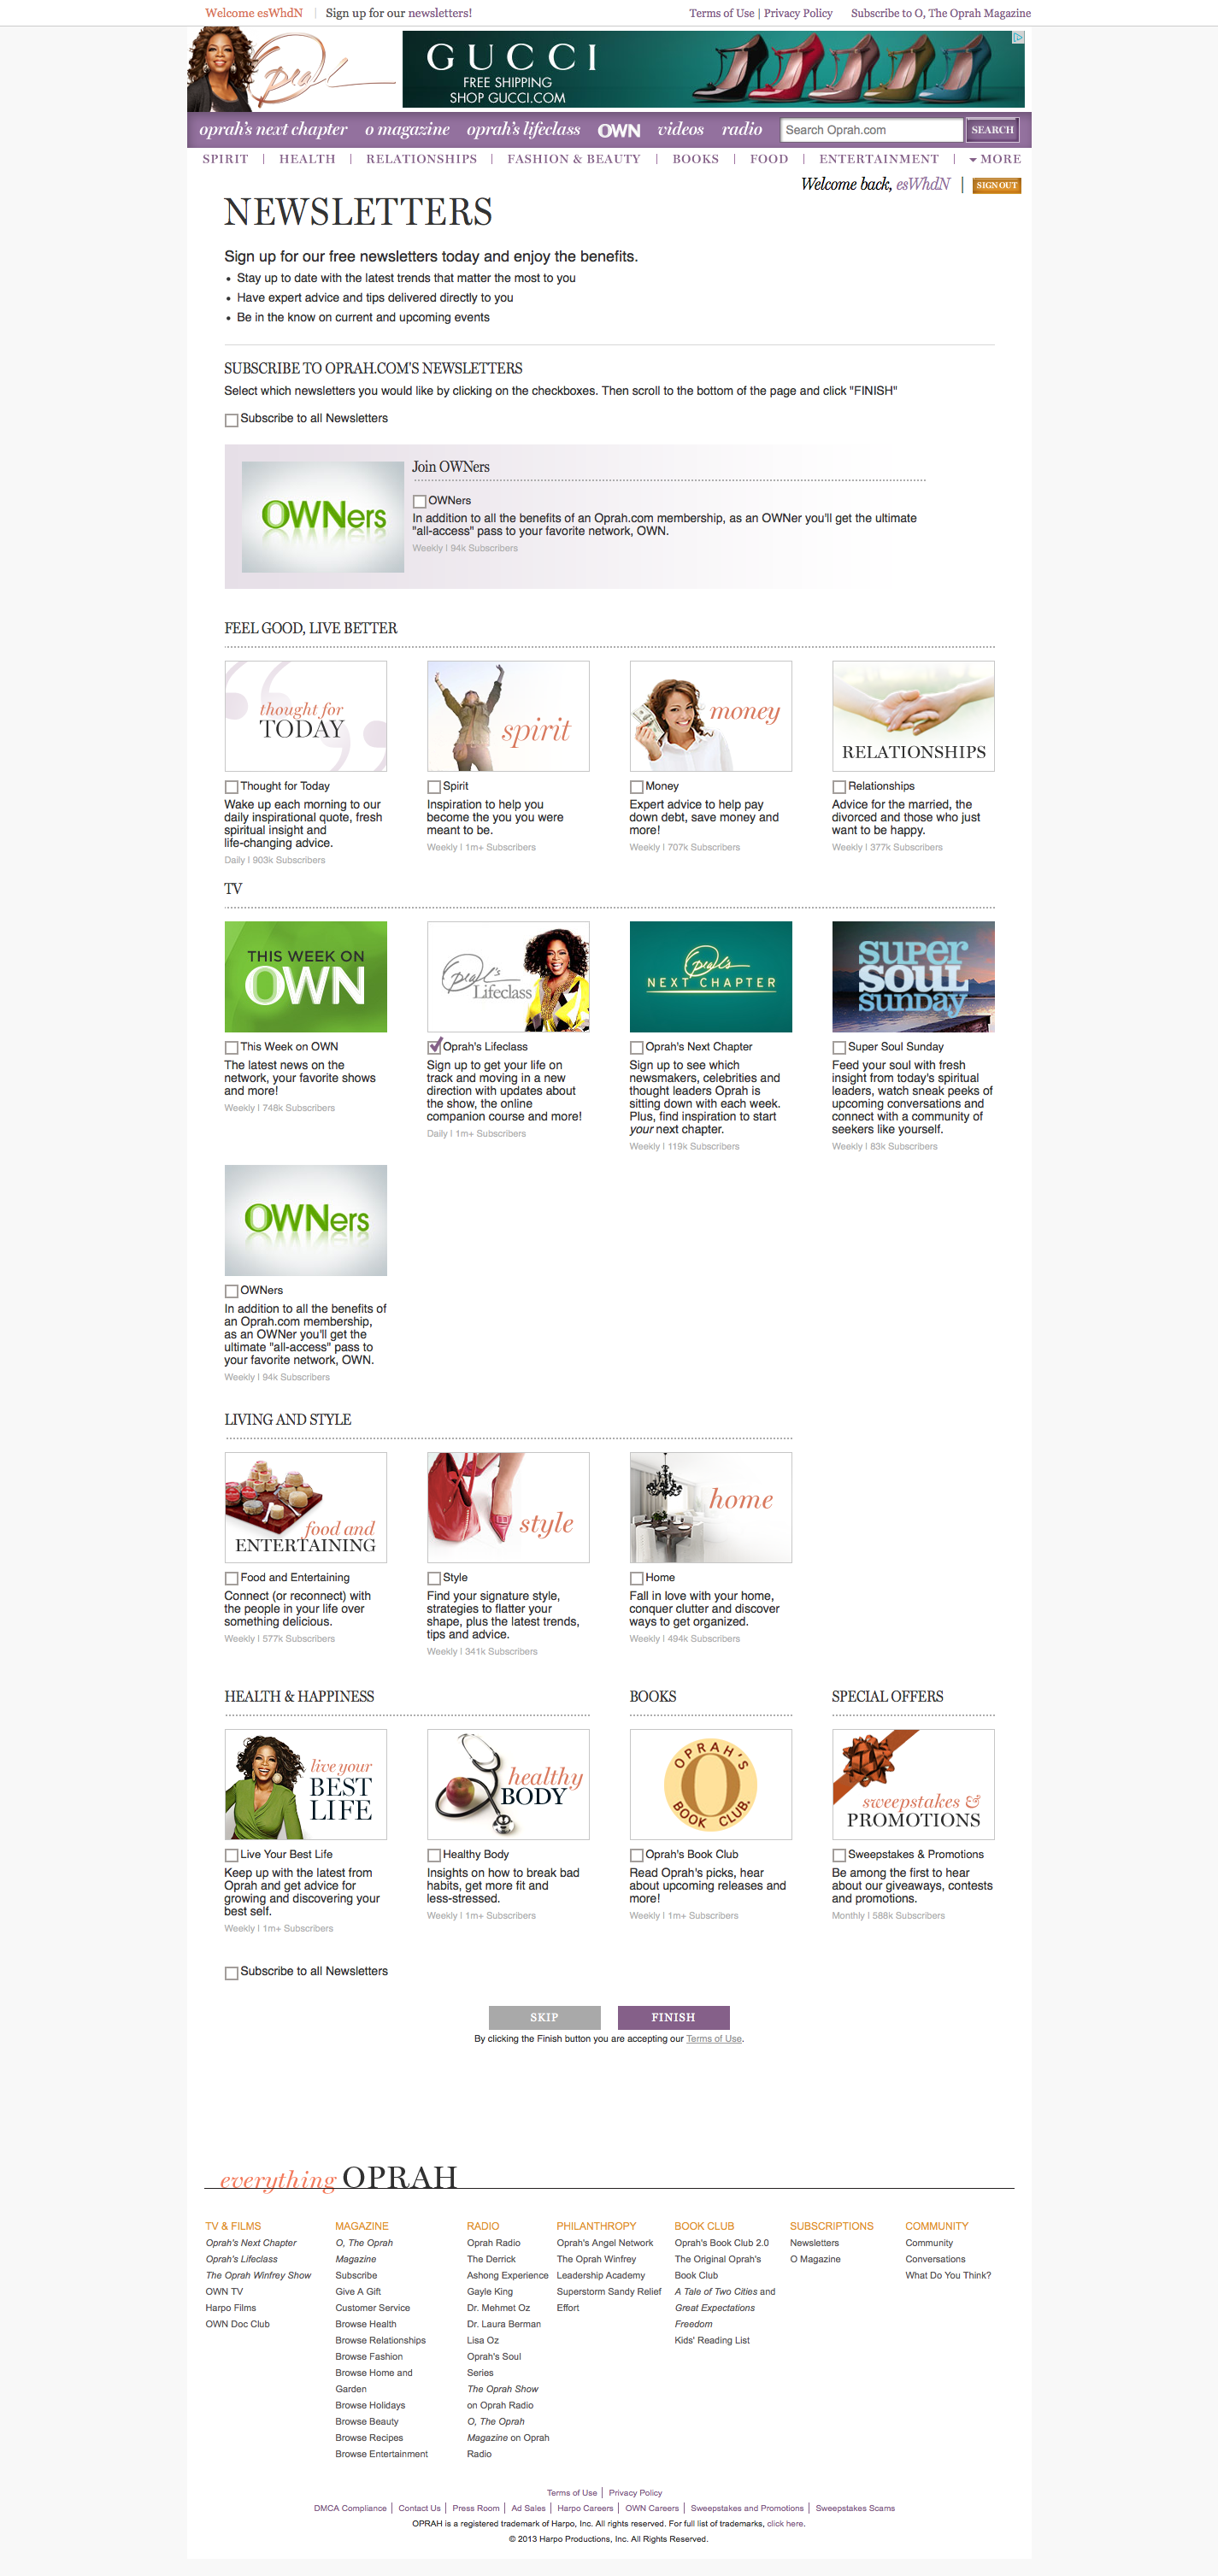 Welcome esWhdN | Sign up for our newsletters!
Terms of Use | Privacy Policy Subscribe to O, The Oprah Magazine
Oprah
GUCCI
FREE SHIPPING
SHOP GUCCI.COM
oprah's next chapter o magazine oprah's lifeclass OWN videos radio Search Oprah.com SEARCH
SPIRIT | HEALTH | RELATIONSHIPS | FASHION & BEAUTY | BOOKS | FOOD | ENTERTAINMENT | MORE
Welcome back, esWhdN | SIGN OUT
NEWSLETTERS
Sign up for our free newsletters today and enjoy the benefits.
• Stay up to date with the latest trends that matter the most to you
• Have expert advice and tips delivered directly to you
• Be in the know on current and upcoming events
SUBSCRIBE TO OPRAH.COM'S NEWSLETTERS
Select which newsletters you would like by clicking on the checkboxes. Then scroll to the bottom of the page and click "FINISH"
Subscribe to all Newsletters
OWNers
Join OWNers
OWNers
In addition to all the benefits of an Oprah.com membership, as an OWNer you'll get the ultimate
"all-access" pass to your favorite network, OWN.
Weekly | 94k Subscribers
FEEL GOOD, LIVE BETTER
thought for
TODAY
Thought for Today
Wake up each morning to our
daily inspirational quote, fresh
spiritual insight and
life-changing advice.
Daily | 903k Subscribers
spirit
Spirit
Inspiration to help you
become the you you were
meant to be.
Weekly | 1m+ Subscribers
money
Money
Expert advice to help pay
down debt, save money and
more!
Weekly | 707k Subscribers
RELATIONSHIPS
Relationships
Advice for the married, the
divorced and those who just
want to be happy.
Weekly | 377k Subscribers
TV
THIS WEEK ON
OWN
This Week on OWN
The latest news on the
network, your favorite shows
and more!
Weekly | 748k Subscribers
Oprah's
Lifeclass
Oprah's Lifeclass
Sign up to get your life on
track and moving in a new
direction with updates about
the show, the online
companion course and more!
Daily | 1m+ Subscribers
Oprah's
NEXT CHAPTER
Oprah's Next Chapter
Sign up to see which
newsmakers, celebrities and
thought leaders Oprah is
sitting down with each week.
Plus, find inspiration to start
your next chapter.
Weekly | 119k Subscribers
SUPER
SOUL
SUNDAY
Super Soul Sunday
Feed your soul with fresh
insight from today's spiritual
leaders, watch sneak peeks of
upcoming conversations and
connect with a community of
seekers like yourself.
Weekly | 83k Subscribers
OWNers
OWNers
In addition to all the benefits of
an Oprah.com membership,
as an OWNer you'll get the
ultimate "all-access" pass to
your favorite network, OWN.
Weekly | 94k Subscribers
LIVING AND STYLE
food and
ENTERTAINING
Food and Entertaining
Connect (or reconnect) with
the people in your life over
something delicious.
Weekly | 577k Subscribers
style
Style
Find your signature style,
strategies to flatter your
shape, plus the latest trends,
tips and advice.
Weekly | 341k Subscribers
home
Home
Fall in love with your home,
conquer clutter and discover
ways to get organized.
Weekly | 494k Subscribers
HEALTH & HAPPINESS
live your
BEST
LIFE
Live Your Best Life
Keep up with the latest from
Oprah and get advice for
growing and discovering your
best self.
Weekly | 1m+ Subscribers
healthy
BODY
Healthy Body
Insights on how to break bad
habits, get more fit and
less-stressed.
Weekly | 1m+ Subscribers
BOOKS
OPRAH'S
O
BOOK CLUB.
Oprah's Book Club
Read Oprah's picks, hear
about upcoming releases and
more!
Weekly | 1m+ Subscribers
SPECIAL OFFERS
sweepstakes &
PROMOTIONS
Sweepstakes & Promotions
Be among the first to hear
about our giveaways, contests
and promotions.
Monthly | 588k Subscribers
Subscribe to all Newsletters
SKIP FINISH
By clicking the Finish button you are accepting our Terms of Use.
everything OPRAH
TV & FILMS
Oprah's Next Chapter
Oprah's Lifeclass
The Oprah Winfrey Show
OWN TV
Harpo Films
OWN Doc Club
MAGAZINE
O, The Oprah
Magazine
Subscribe
Give A Gift
Customer Service
Browse Health
Browse Relationships
Browse Fashion
Browse Home and
Garden
Browse Holidays
Browse Beauty
Browse Recipes
Browse Entertainment
RADIO
Oprah Radio
The Derrick
Ashong Experience
Gayle King
Dr. Mehmet Oz
Dr. Laura Berman
Lisa Oz
Oprah's Soul
Series
The Oprah Show
on Oprah Radio
O, The Oprah
Magazine on Oprah
Radio
PHILANTHROPY
Oprah's Angel Network
The Oprah Winfrey
Leadership Academy
Superstorm Sandy Relief
Effort
BOOK CLUB
Oprah's Book Club 2.0
The Original Oprah's
Book Club
A Tale of Two Cities and
Great Expectations
Freedom
Kids' Reading List
SUBSCRIPTIONS
Newsletters
O Magazine
COMMUNITY
Community
Conversations
What Do You Think?
Terms of Use | Privacy Policy
DMCA Compliance | Contact Us | Press Room | Ad Sales | Harpo Careers | OWN Careers | Sweepstakes and Promotions | Sweepstakes Scams
OPRAH is a registered trademark of Harpo, Inc. All rights reserved. For full list of trademarks, click here.
© 2013 Harpo Productions, Inc. All Rights Reserved.